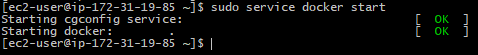 [ec2-user@ip-172-31-19-85 ~]$ sudo service docker start
Starting cgconfig service:                                 [  OK  ]
Starting docker:           .                               [  OK  ]
[ec2-user@ip-172-31-19-85 ~]$